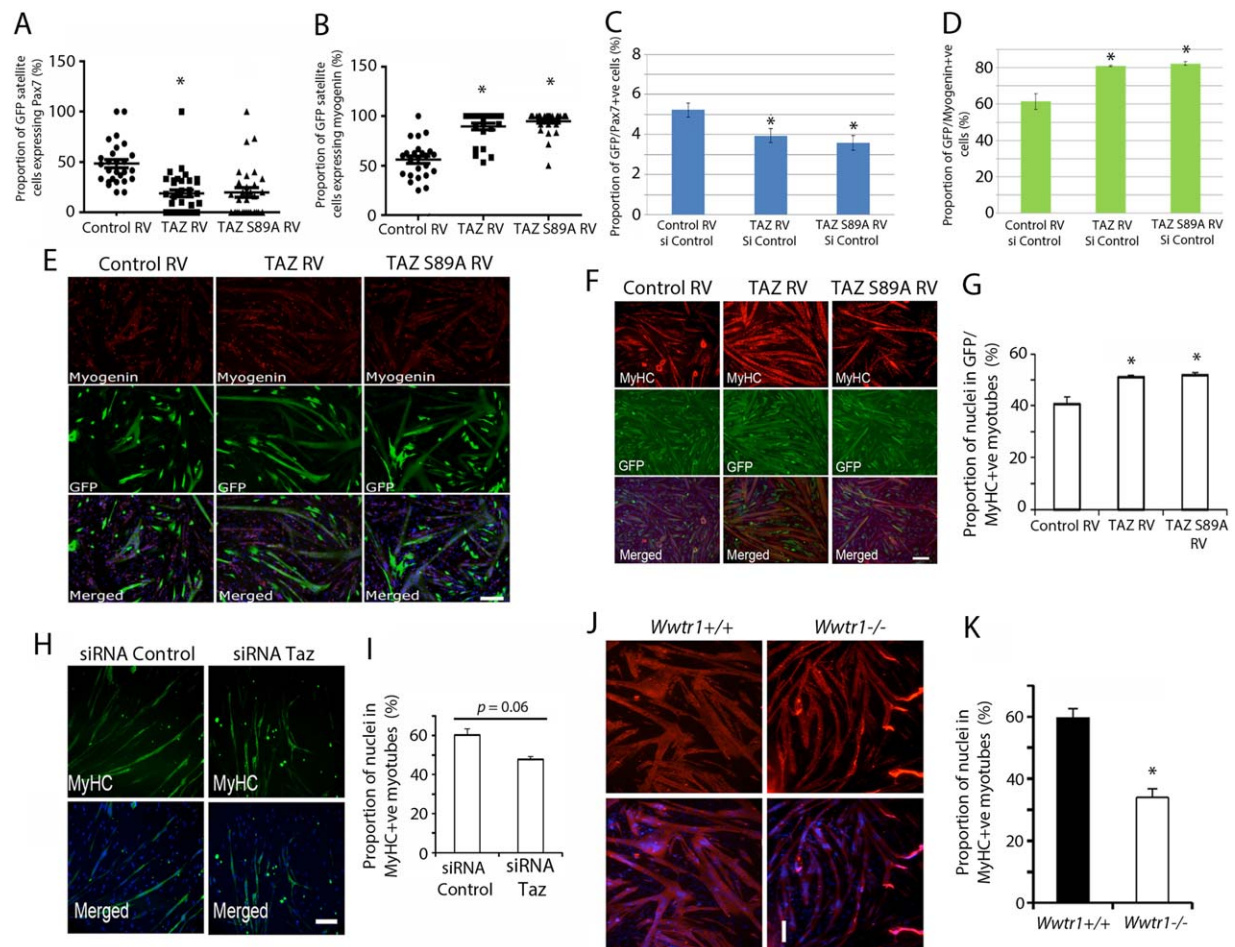 A
Proportion of GFP satellite
cells expressing Pax7 (%)
150
100
50
0
*
Control RV TAZ RV TAZ S89A RV
B
Proportion of GFP satellite
cells expressing myogenin (%)
150
100
50
0
*
*
Control RV TAZ RV TAZ S89A RV
C
Proportion of GFP/Pax7+ve cells (%)
8
6
4
2
0
*
*
Control RV TAZ RV TAZ S89A RV
si Control Si Control Si Control
D
Proportion of GFP/Myogenin+ve
cells (%)
80
60
40
20
0
*
*
Control RV TAZ RV TAZ S89A RV
si Control Si Control Si Control
E
Control RV TAZ RV TAZ S89A RV
Myogenin Myogenin Myogenin
GFP GFP GFP
Merged Merged Merged
F
Control RV TAZ RV TAZ S89A RV
MyHC MyHC MyHC
GFP GFP GFP
Merged Merged Merged
G
Proportion of nuclei in GFP/
MyHC+ve myotubes (%)
60
40
20
0
*
*
Control RV TAZ RV TAZ S89A
RV
H
siRNA Control siRNA Taz
MyHC MyHC
Merged Merged
I
Proportion of nuclei in
MyHC+ve myotubes (%)
p = 0.06
60
40
20
0
siRNA siRNA
Control Taz
J
Wwtr1+/+ Wwtr1-/-
K
Proportion of nuclei in
MyHC+ve myotubes (%)
60
40
20
0
*
Wwtr1+/+ Wwtr1-/-